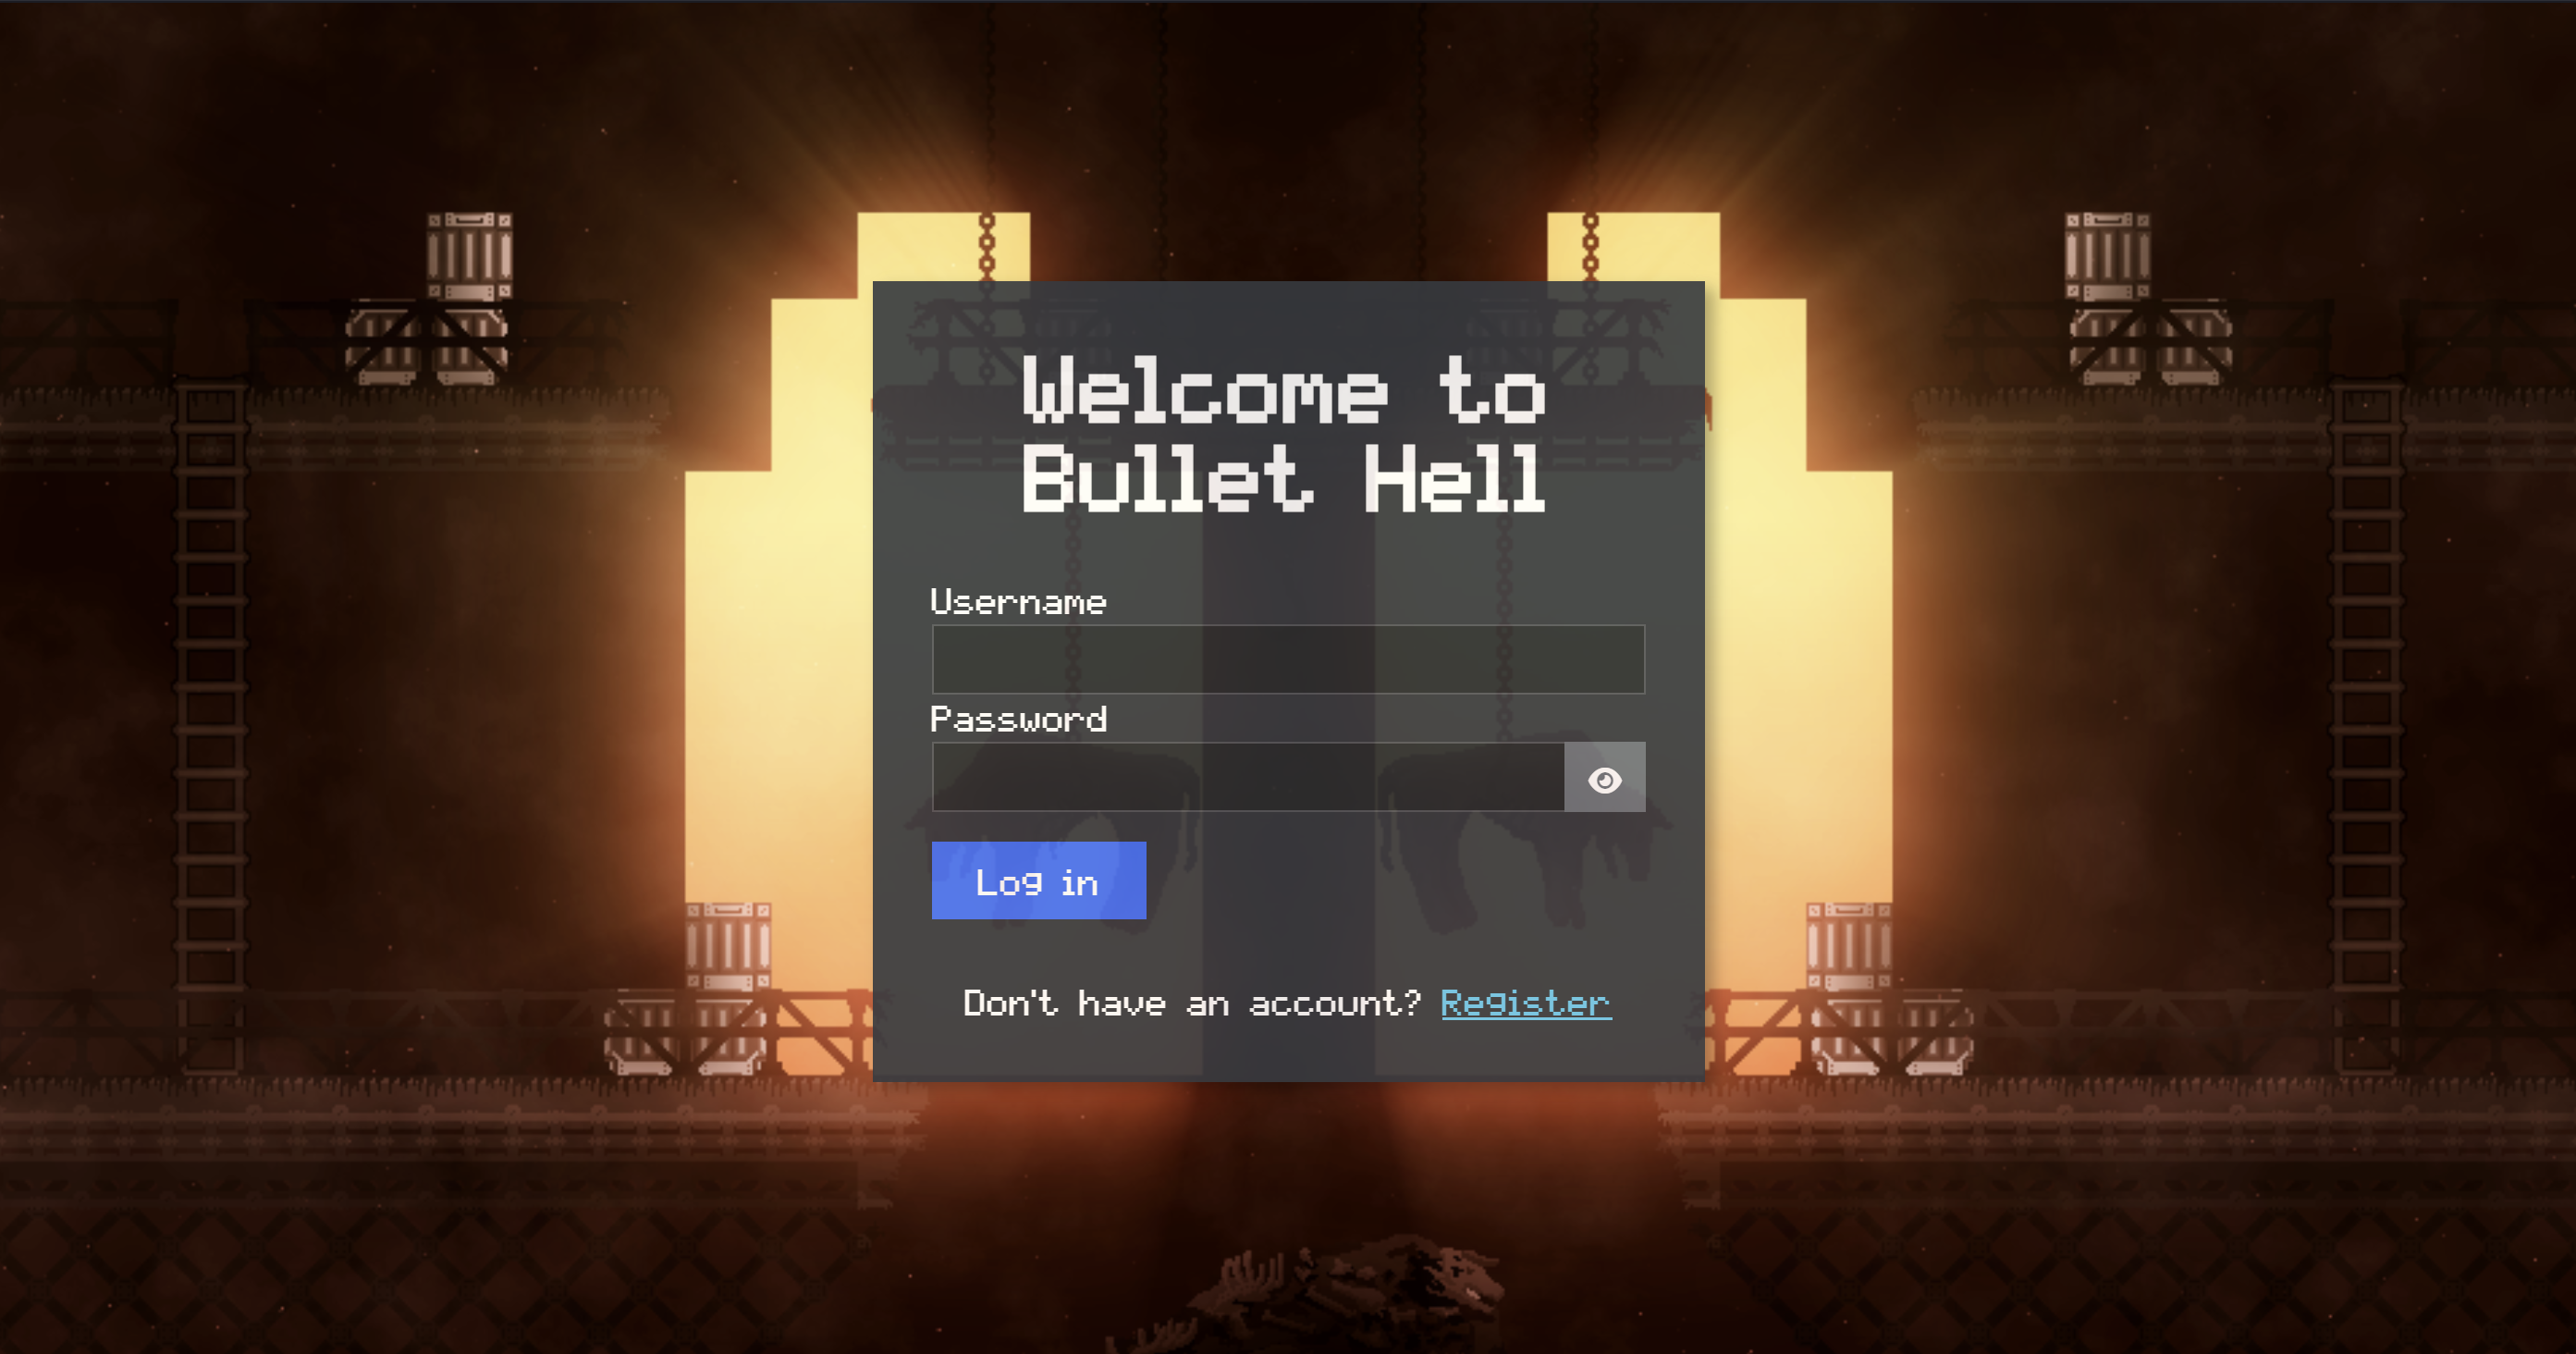 Welcome to
Bullet Hell
Username
Password
Log in
Don't have an account? Register